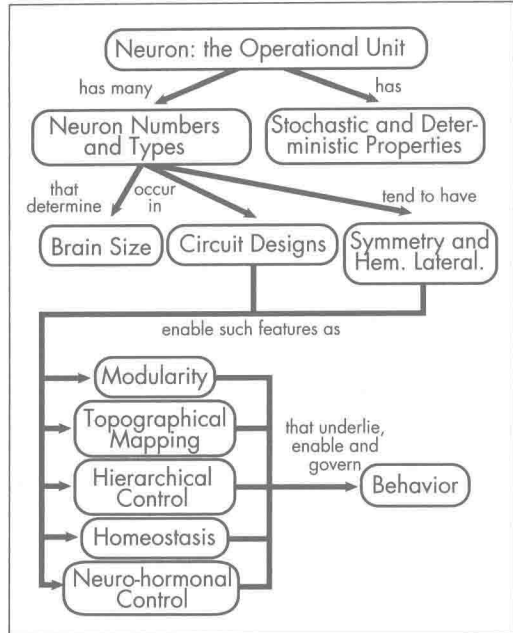 Neuron: the Operational Unit
has many
has
Neuron Numbers
and Types
Stochastic and Deter-
ministic Properties
that
determine
occur
in
tend to have
Brain Size
Circuit Designs
Symmetry and
Hem. Lateral.
enable such features as
Modularity
Topographical
Mapping
Hierarchical
Control
Homeostasis
Neuro-hormonal
Control
that underlie,
enable and
govern
Behavior